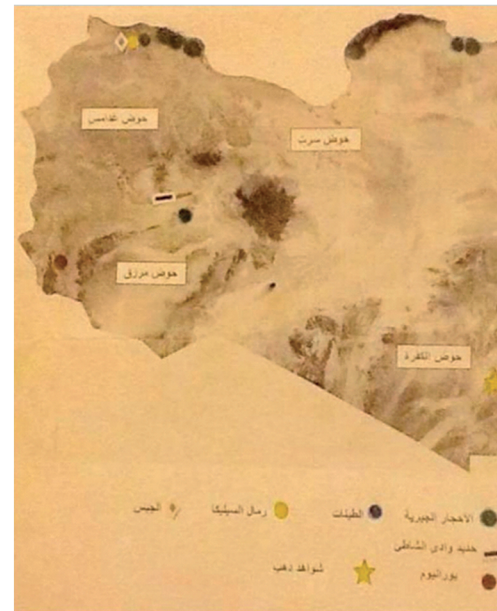 حوض غدامس
حوض سرت
حوض مرزق
حوض الكفرة
الأحجار الجيرية
الطينات
رمال السيليكا
الجبس
حديد وادي الشاطئ
يورانيوم
شواهد ذهب